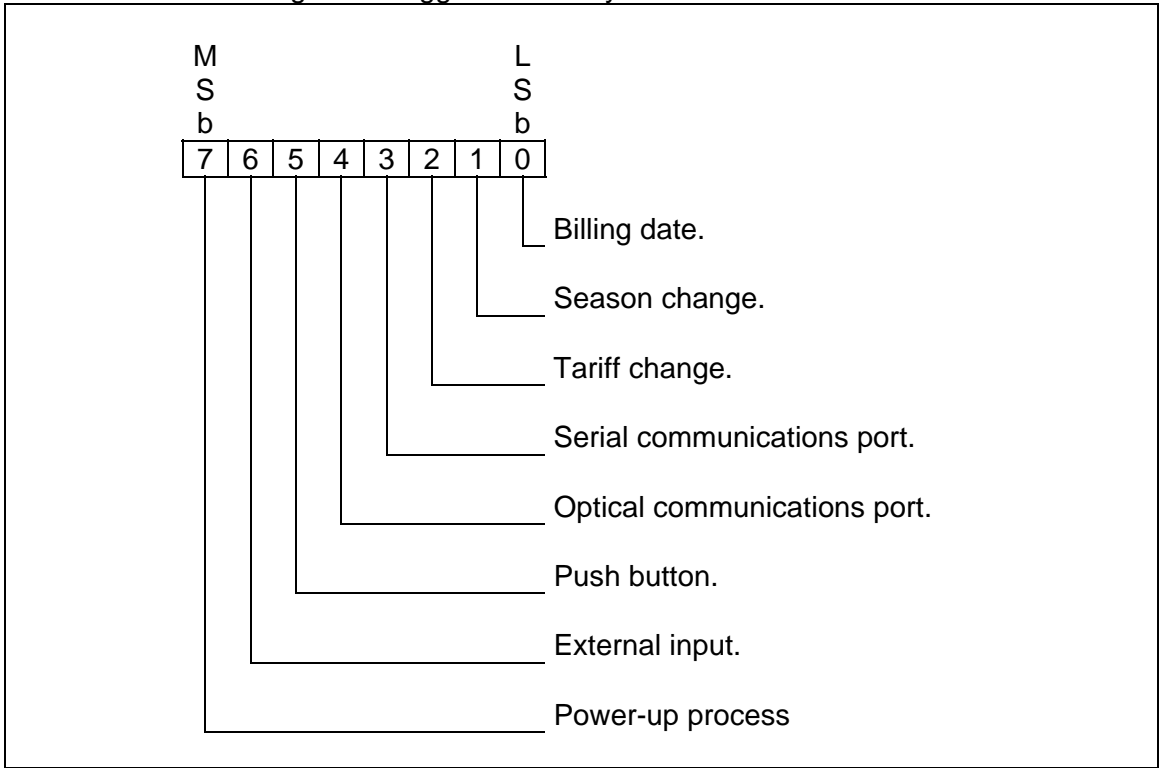 M L
S S
b b
7 6 5 4 3 2 1 0
Billing date.
Season change.
Tariff change.
Serial communications port.
Optical communications port.
Push button.
External input.
Power-up process